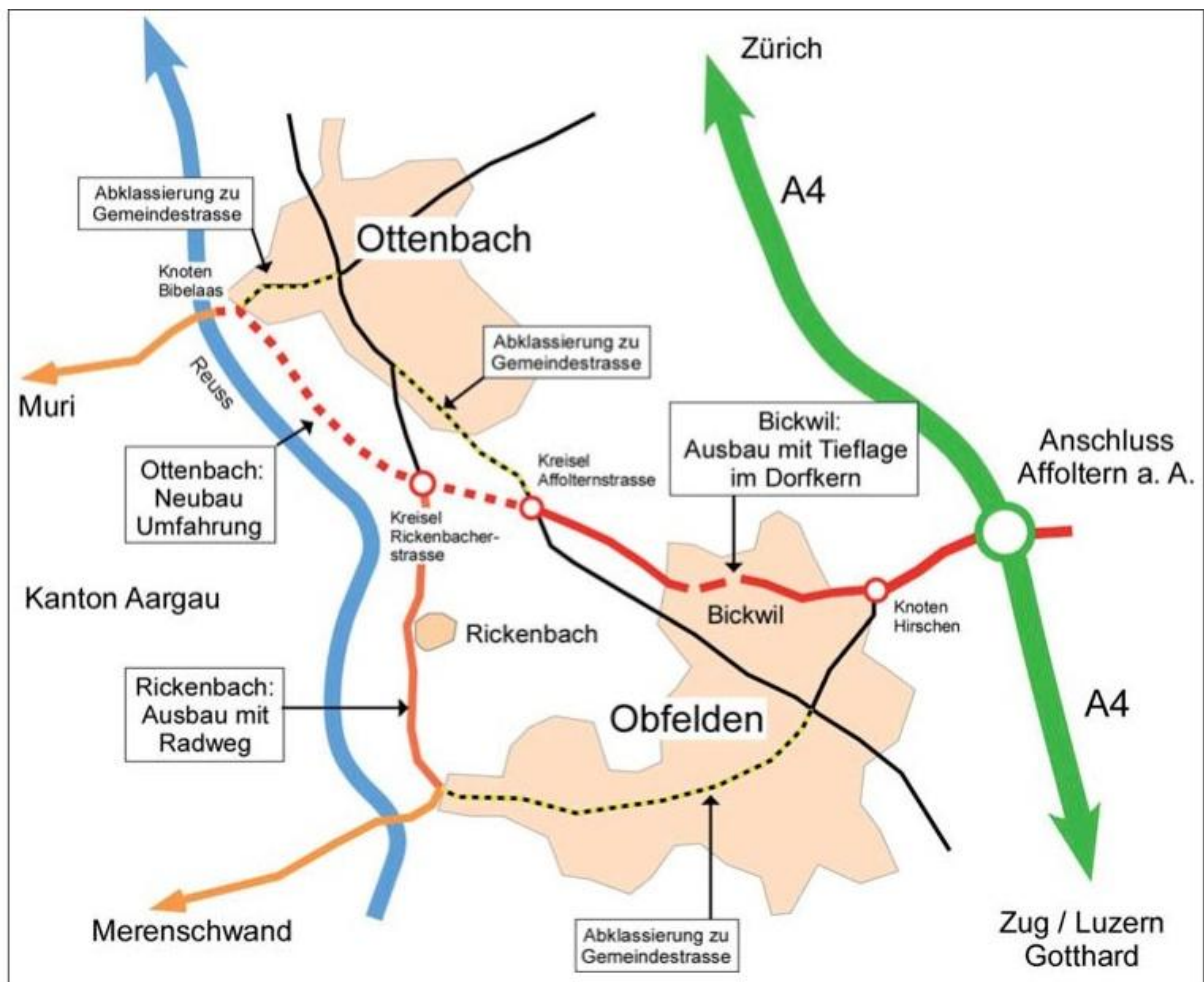 Zürich
A4
Abklassierung zu
Gemeindestrasse
Ottenbach
Knoten
Bibelaas
Abklassierung zu
Gemeindestrasse
Reuss
Muri
Bickwil:
Ausbau mit Tieflage
im Dorfkern
Anschluss
Affoltern a. A.
Ottenbach:
Neubau
Umfahrung
Kreisel
Affolternstrasse
Kreisel
Rickenbacher-
strasse
Kanton Aargau
Bickwil
Knoten
Hirschen
Rickenbach
Rickenbach:
Ausbau mit
Radweg
Obfelden
A4
Merenschwand
Abklassierung zu
Gemeindestrasse
Zug / Luzern
Gotthard